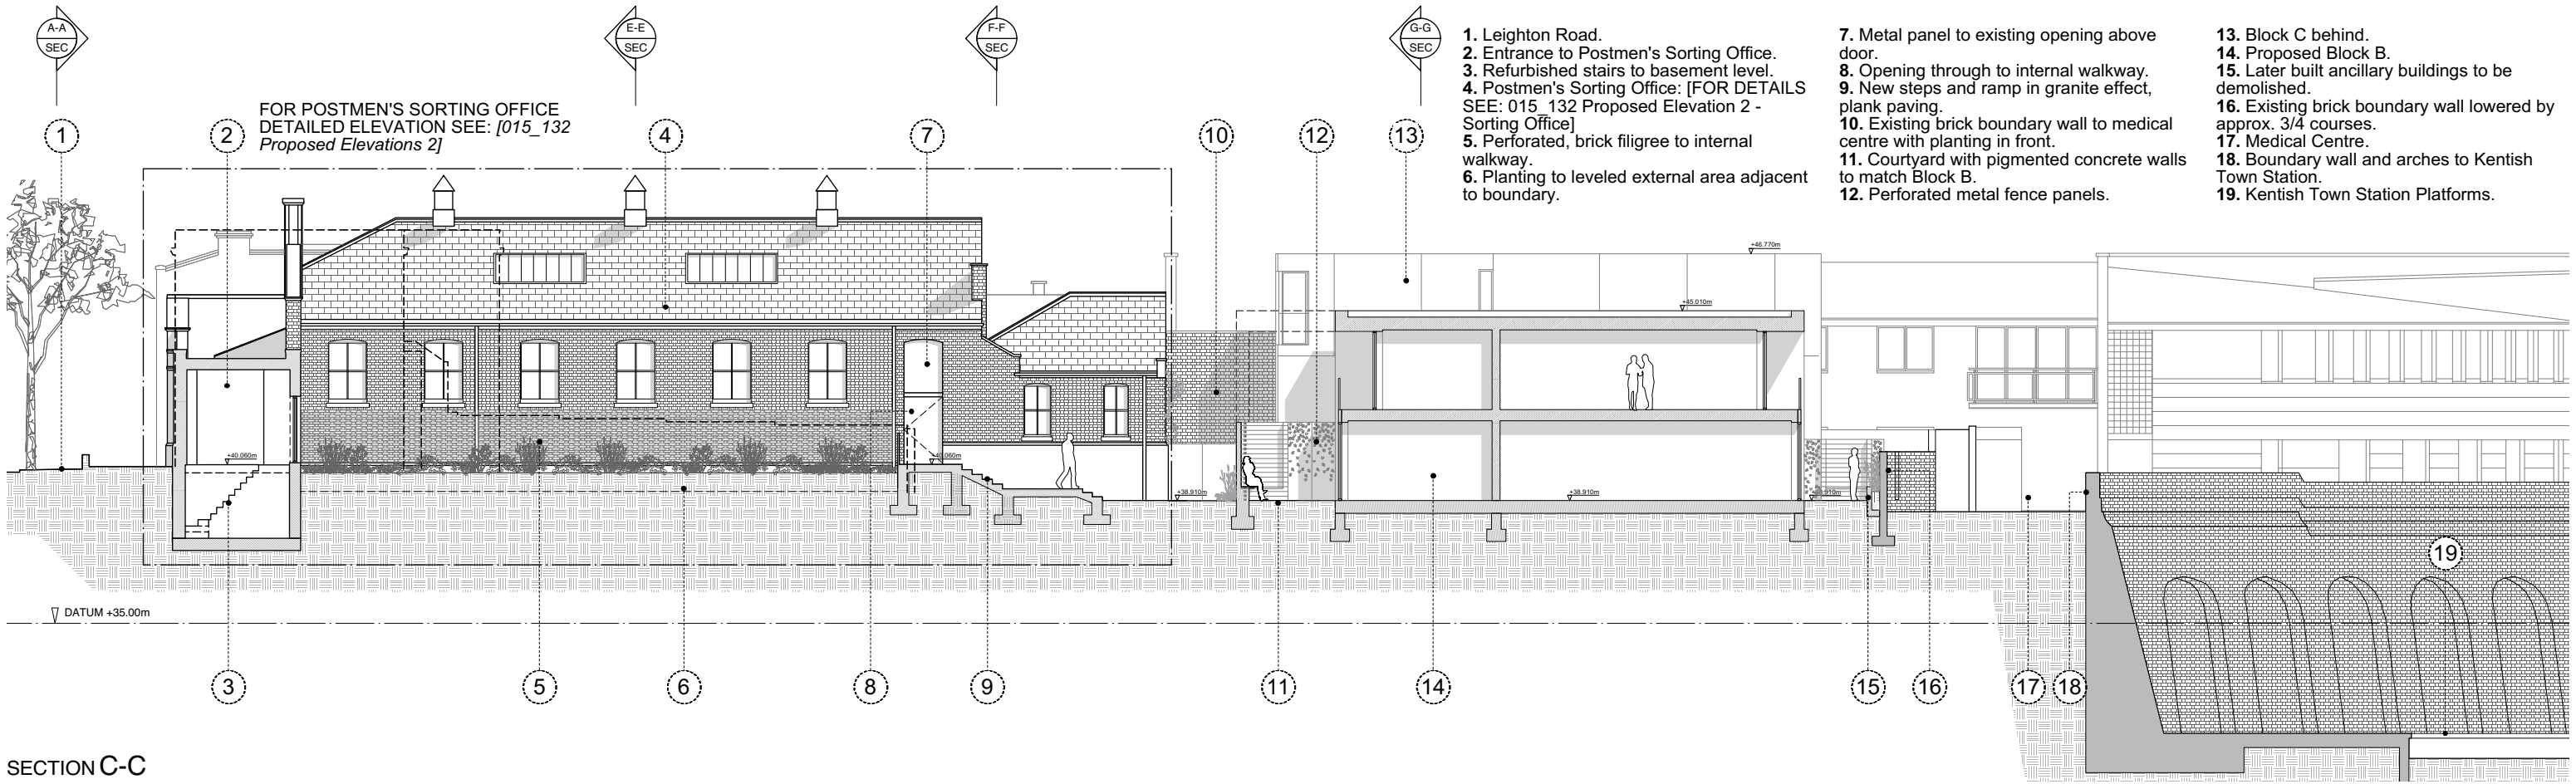 A-A
SEC
E-E
SEC
F-F
SEC
G-G
SEC
FOR POSTMEN'S SORTING OFFICE
DETAILED ELEVATION SEE: [015_132
Proposed Elevations 2]
1. Leighton Road.
2. Entrance to Postmen's Sorting Office.
3. Refurbished stairs to basement level.
4. Postmen's Sorting Office: [FOR DETAILS
SEE: 015_132 Proposed Elevation 2 -
Sorting Office]
5. Perforated, brick filigree to internal
walkway.
6. Planting to leveled external area adjacent
to boundary.
7. Metal panel to existing opening above
door.
8. Opening through to internal walkway.
9. New steps and ramp in granite effect,
plank paving.
10. Existing brick boundary wall to medical
centre with planting in front.
11. Courtyard with pigmented concrete walls
to match Block B.
12. Perforated metal fence panels.
13. Block C behind.
14. Proposed Block B.
15. Later built ancillary buildings to be
demolished.
16. Existing brick boundary wall lowered by
approx. 3/4 courses.
17. Medical Centre.
18. Boundary wall and arches to Kentish
Town Station.
19. Kentish Town Station Platforms.
1
2
4
7
10
12
13
+46.770m
+45.010m
+40.060m
+40.060m
+38.910m
+38.910m
19
DATUM +35.00m
3
5
6
8
9
11
14
15
16
17
18
SECTION C-C